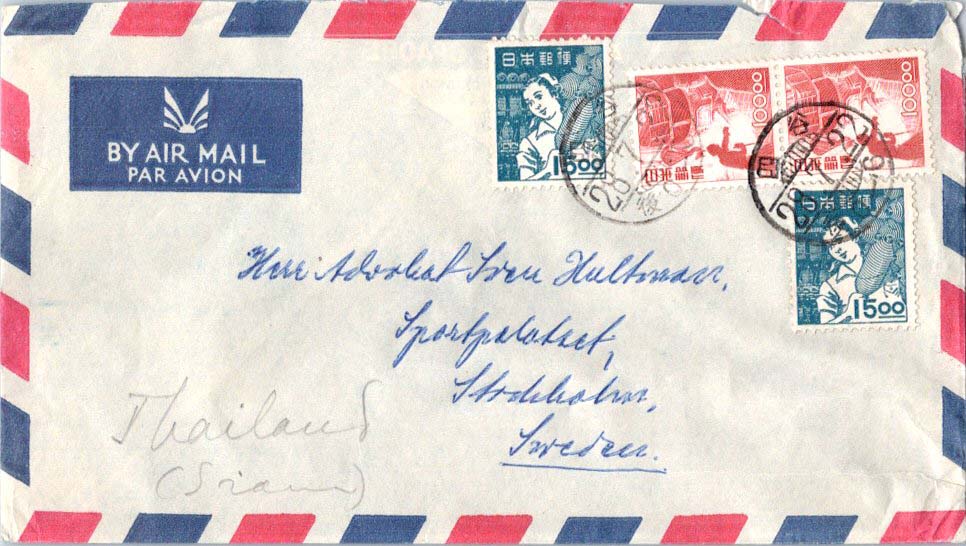 BY AIR MAIL
PAR AVION
日本郵便
15.00
100.00
日本郵便
100.00
日本郵便
日本郵便
15.00
Herr Advokat Sven Hultman,
Sportpalatset,
Stockholm,
Sweden.
Thailand
(Siam)